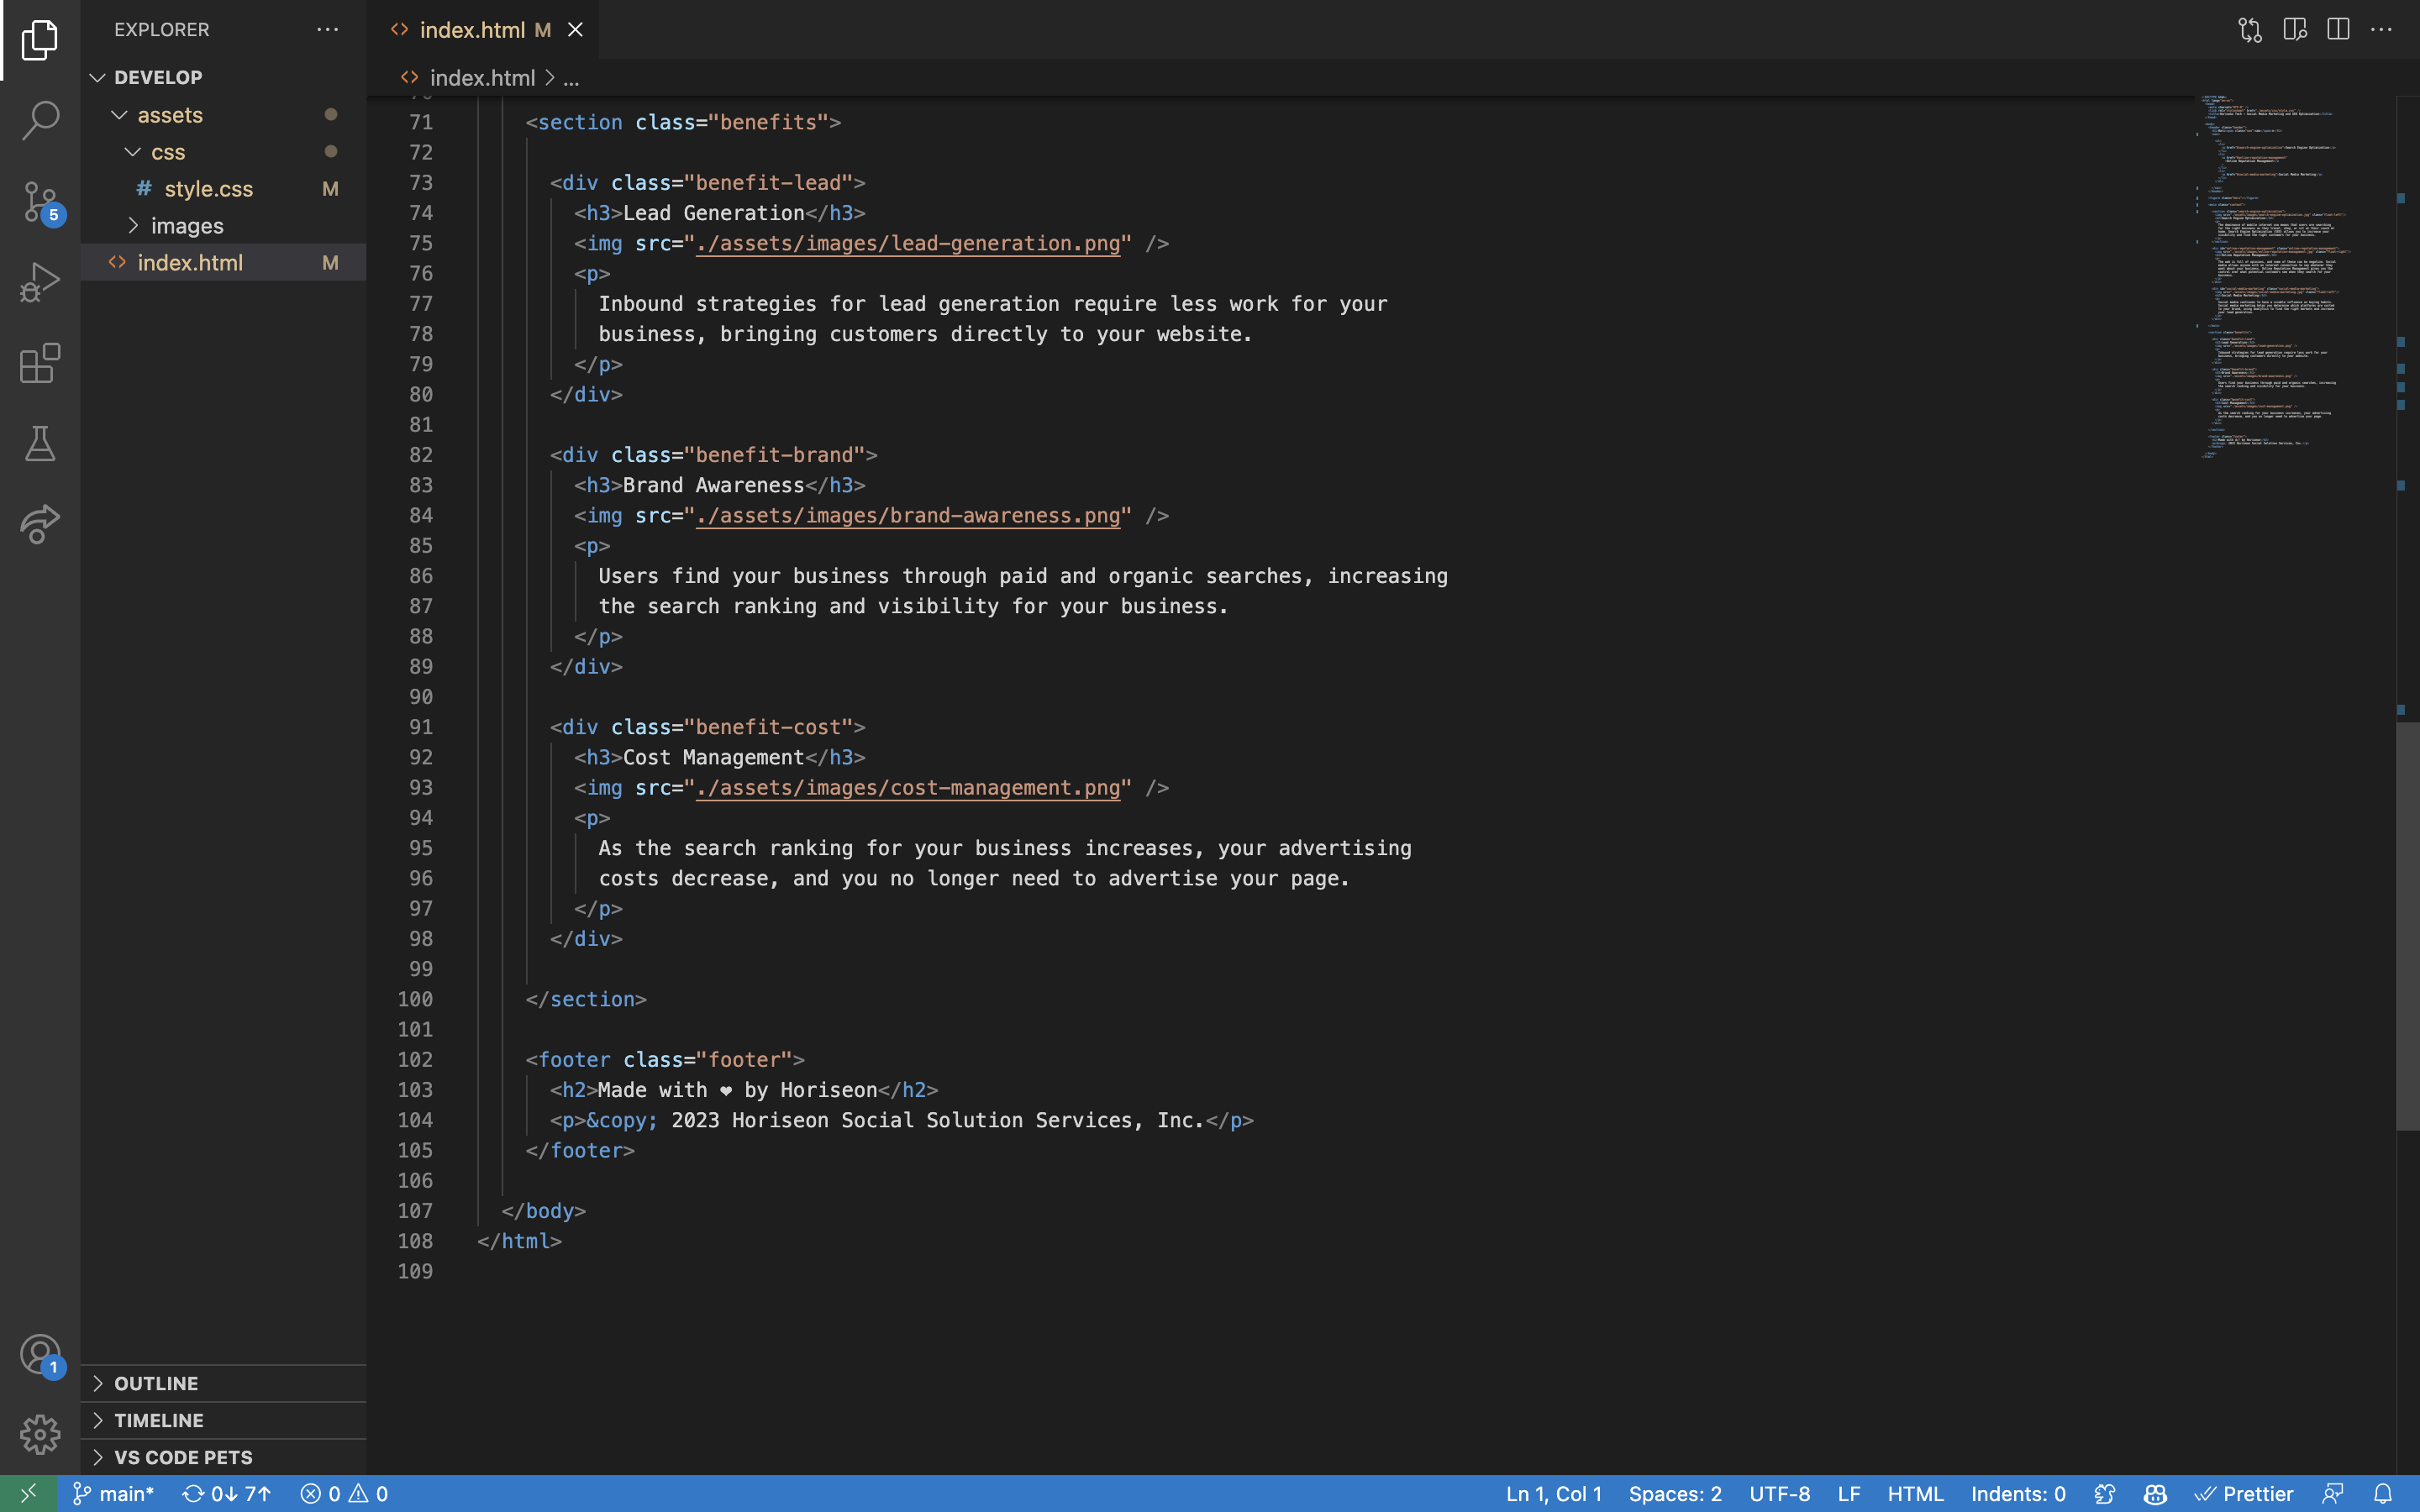 EXPLORER
DEVELOP
assets
css
# style.css M
images
<> index.html M
OUTLINE
TIMELINE
VS CODE PETS
<> index.html M
<> index.html > ...
71 <section class="benefits">
72
73 <div class="benefit-lead">
74 <h3>Lead Generation</h3>
75 <img src="./assets/images/lead-generation.png" />
76 <p>
77 Inbound strategies for lead generation require less work for your
78 business, bringing customers directly to your website.
79 </p>
80 </div>
81
82 <div class="benefit-brand">
83 <h3>Brand Awareness</h3>
84 <img src="./assets/images/brand-awareness.png" />
85 <p>
86 Users find your business through paid and organic searches, increasing
87 the search ranking and visibility for your business.
88 </p>
89 </div>
90
91 <div class="benefit-cost">
92 <h3>Cost Management</h3>
93 <img src="./assets/images/cost-management.png" />
94 <p>
95 As the search ranking for your business increases, your advertising
96 costs decrease, and you no longer need to advertise your page.
97 </p>
98 </div>
99
100 </section>
101
102 <footer class="footer">
103 <h2>Made with ❤ by Horiseon</h2>
104 <p>&copy; 2023 Horiseon Social Solution Services, Inc.</p>
105 </footer>
106
107 </body>
108 </html>
109
5
1
main* 0↓ 7↑ 0 0 Ln 1, Col 1 Spaces: 2 UTF-8 LF HTML Indents: 0 Prettier